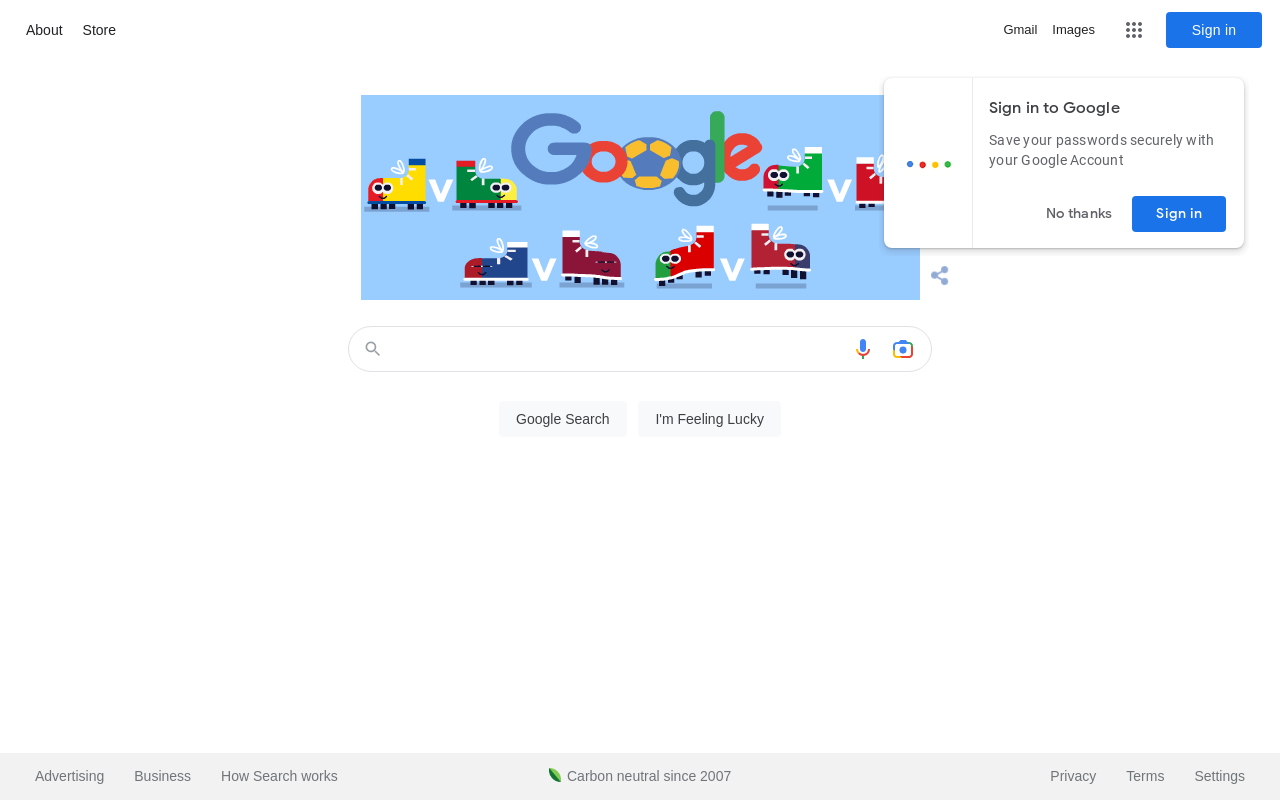 About Store
Gmail Images Sign in
Google
v v
v v
Sign in to Google
Save your passwords securely with
your Google Account
No thanks Sign in
Google Search I'm Feeling Lucky
Advertising Business How Search works
Carbon neutral since 2007
Privacy Terms Settings